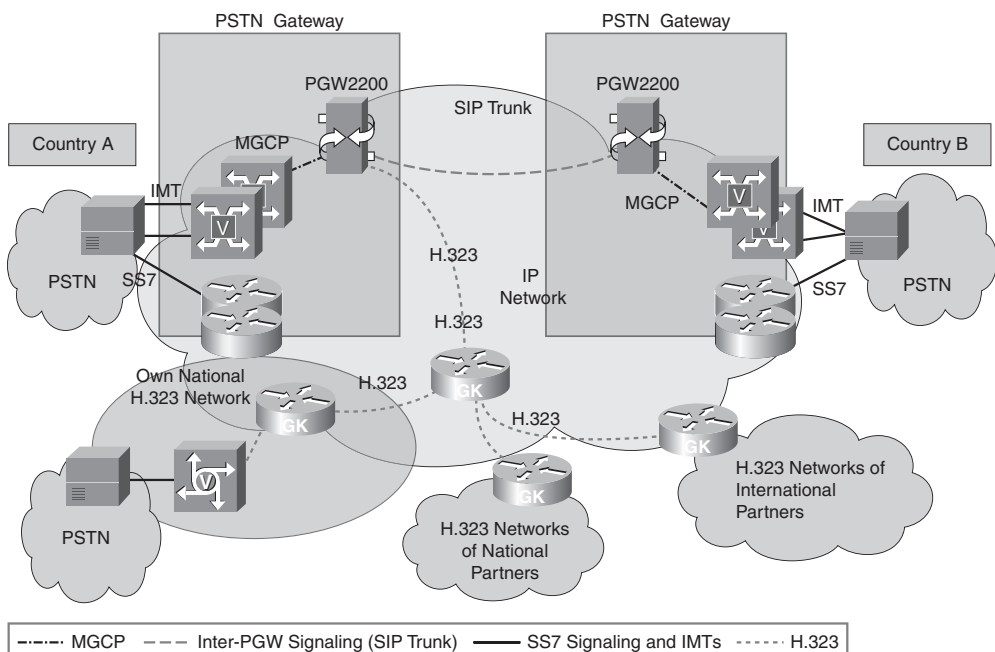 PSTN Gateway
PSTN Gateway
PGW2200
PGW2200
SIP Trunk
Country A
Country B
MGCP
IMT
V
V
PSTN
SS7
H.323
MGCP
V
V
IMT
IP
Network
SS7
PSTN
H.323
Own National
H.323 Network
H.323
GK
GK
H.323
GK
GK
V
PSTN
H.323 Networks
of National
Partners
H.323 Networks of
International
Partners
MGCP
Inter-PGW Signaling (SIP Trunk)
SS7 Signaling and IMTs
H.323